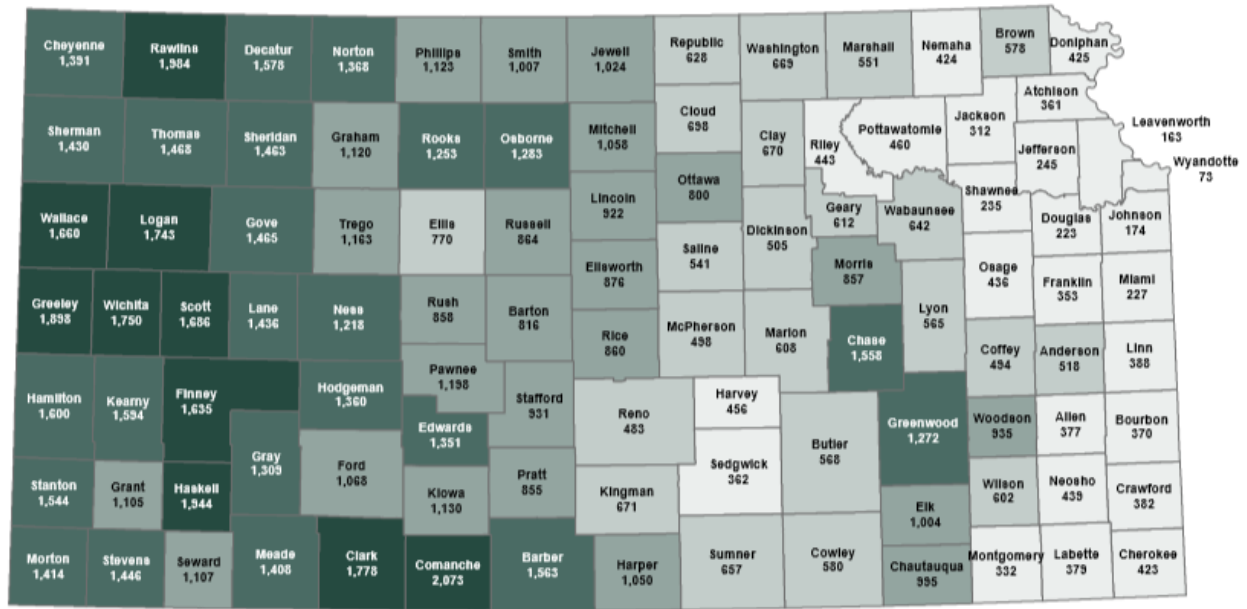 Cheyenne
1,391
Rawlins
1,984
Decatur
1,578
Norton
1,368
Phillips
1,123
Smith
1,007
Jewell
1,024
Republic
628
Washington
669
Marshall
551
Nemaha
424
Brown
578
Doniphan
425
Sherman
1,430
Thomas
1,468
Sheridan
1,463
Graham
1,120
Rooks
1,253
Osborne
1,283
Mitchell
1,058
Cloud
698
Clay
670
Riley
443
Pottawatomie
460
Jackson
312
Atchison
361
Jefferson
245
Leavenworth
163
Wyandotte
73
Wallace
1,660
Logan
1,743
Gove
1,465
Trego
1,163
Ellis
770
Russell
864
Lincoln
922
Ottawa
800
Saline
541
Dickinson
505
Geary
612
Wabaunsee
642
Shawnee
235
Douglas
223
Johnson
174
Ellsworth
876
Morris
857
Osage
436
Franklin
353
Miami
227
Greeley
1,898
Wichita
1,750
Scott
1,686
Lane
1,436
Ness
1,218
Rush
858
Barton
816
Rice
860
McPherson
498
Marion
608
Chase
1,558
Lyon
565
Coffey
494
Anderson
518
Linn
388
Hamilton
1,600
Kearny
1,594
Finney
1,635
Hodgeman
1,360
Pawnee
1,198
Stafford
931
Edwards
1,351
Reno
483
Harvey
456
Butler
568
Greenwood
1,272
Woodson
935
Allen
377
Bourbon
370
Gray
1,309
Ford
1,068
Kiowa
1,130
Pratt
855
Kingman
671
Sedgwick
362
Elk
1,004
Wilson
602
Neosho
439
Crawford
382
Stanton
1,544
Grant
1,105
Haskell
1,944
Morton
1,414
Stevens
1,446
Seward
1,107
Meade
1,408
Clark
1,778
Comanche
2,073
Barber
1,563
Harper
1,050
Sumner
657
Cowley
580
Chautauqua
995
Montgomery
332
Labette
379
Cherokee
423